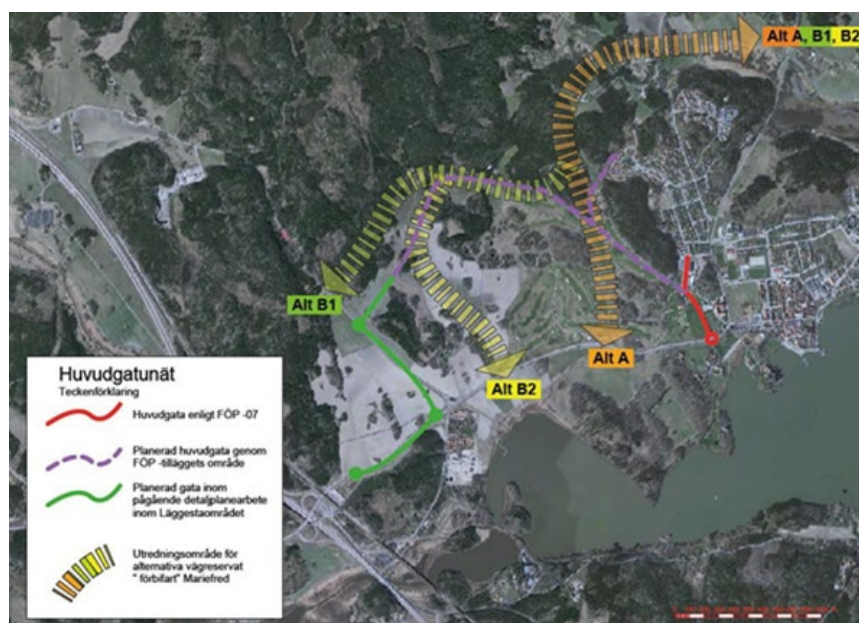 Alt A, B1, B2
Alt B1
Alt B2
Alt A
Huvudgatunät
Teckenförklaring
Huvudgata enligt FÖP -07
Planerad huvudgata genom
FÖP -tilläggets område
Planerad gata inom
pågående detaljplanearbete
inom Läggestaområdet
Utredningsområde för
alternativa vägreservat
" förbifart" Mariefred